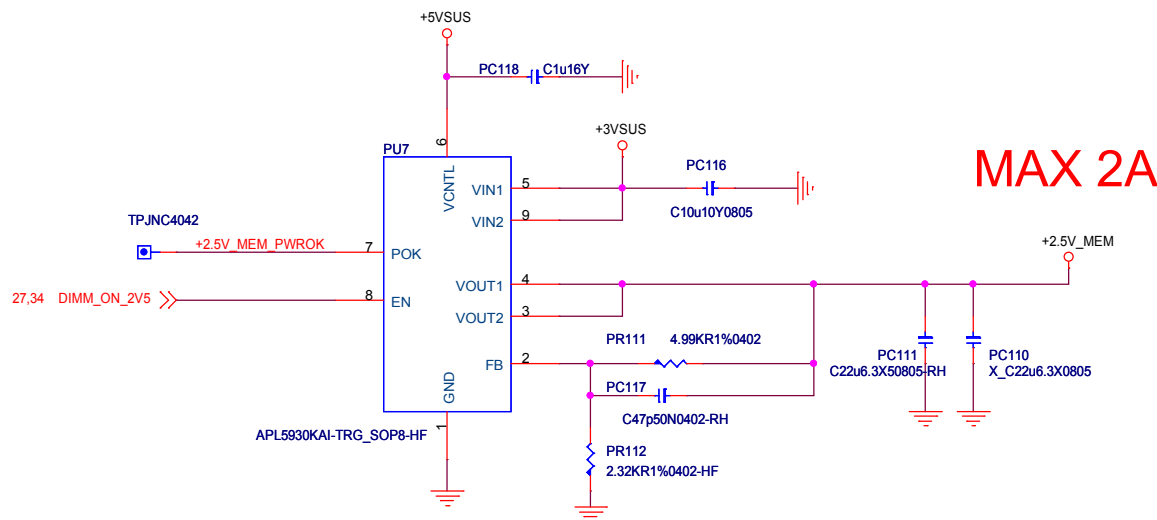 +5VSUS
PC118 C1u16Y
+3VSUS
PU7
6
VCNTL
PC116
MAX 2A
VIN1 5
C10u10Y0805
VIN2 9
TPJNC4042
+2.5V_MEM_PWROK 7 POK
+2.5V_MEM
VOUT1 4
27,34 DIMM_ON_2V5 8 EN
VOUT2 3
PR111 4.99KR1%0402
FB 2
PC111
C22u6.3X50805-RH
PC110
X_C22u6.3X0805
PC117
C47p50N0402-RH
GND
1
APL5930KAI-TRG_SOP8-HF
PR112
2.32KR1%0402-HF